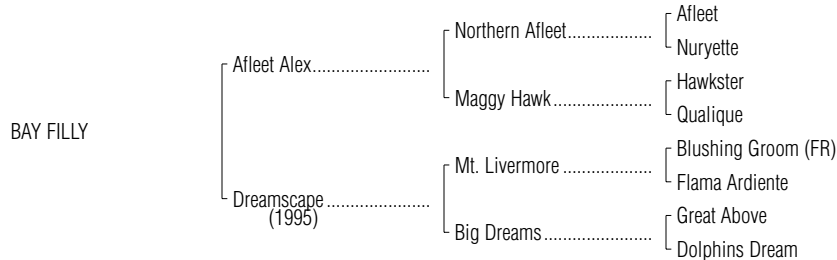 Afleet
Northern Afleet....................
Nuryette
Afleet Alex............................
Hawkster
Maggy Hawk........................
Qualique
BAY FILLY
Blushing Groom (FR)
Mt. Livermore .....................
Flama Ardiente
Dreamscape ........................
(1995)
Great Above
Big Dreams..........................
Dolphins Dream